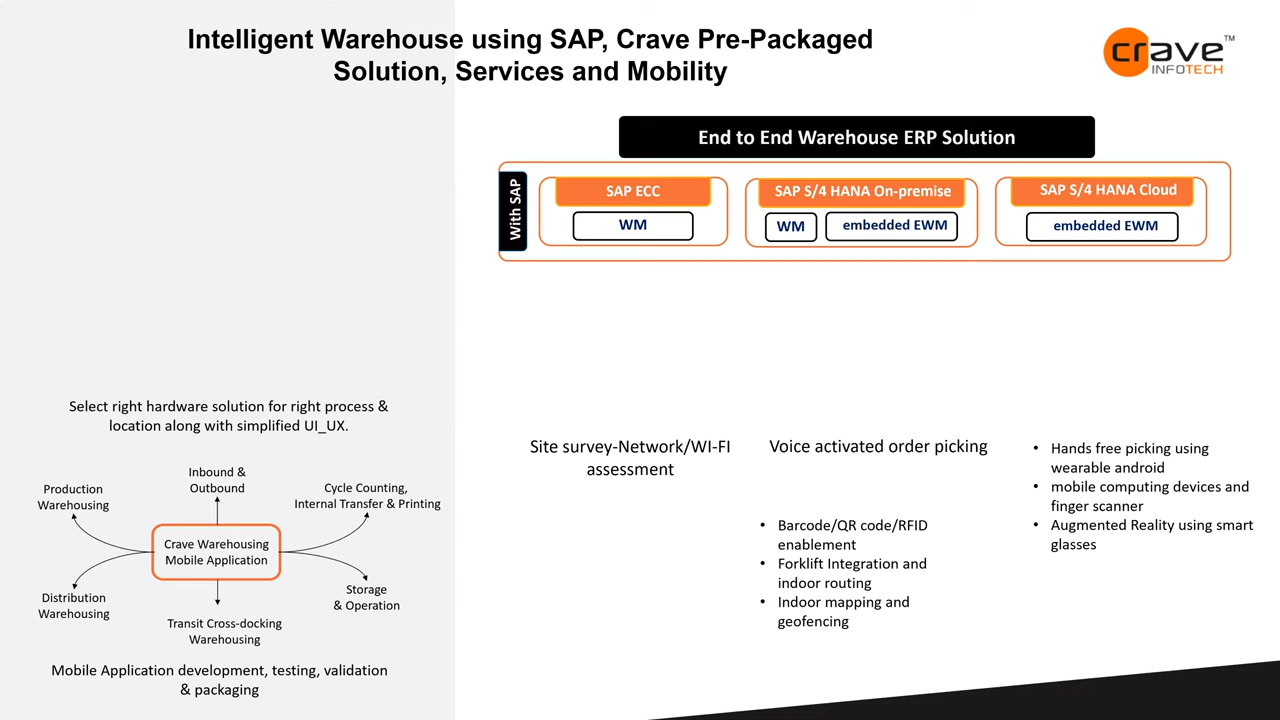 Intelligent Warehouse using SAP, Crave Pre-Packaged
Solution, Services and Mobility
crave™
INFOTECH
End to End Warehouse ERP Solution
With SAP
SAP ECC
WM
SAP S/4 HANA On-premise
WM
embedded EWM
SAP S/4 HANA Cloud
embedded EWM
Select right hardware solution for right process &
location along with simplified UI_UX.
Inbound &
Outbound
Production
Warehousing
Cycle Counting,
Internal Transfer & Printing
Crave Warehousing
Mobile Application
Distribution
Warehousing
Storage
& Operation
Transit Cross-docking
Warehousing
Mobile Application development, testing, validation
& packaging
Site survey-Network/WI-FI
assessment
Voice activated order picking
• Barcode/QR code/RFID
enablement
• Forklift Integration and
indoor routing
• Indoor mapping and
geofencing
• Hands free picking using
wearable android
• mobile computing devices and
finger scanner
• Augmented Reality using smart
glasses